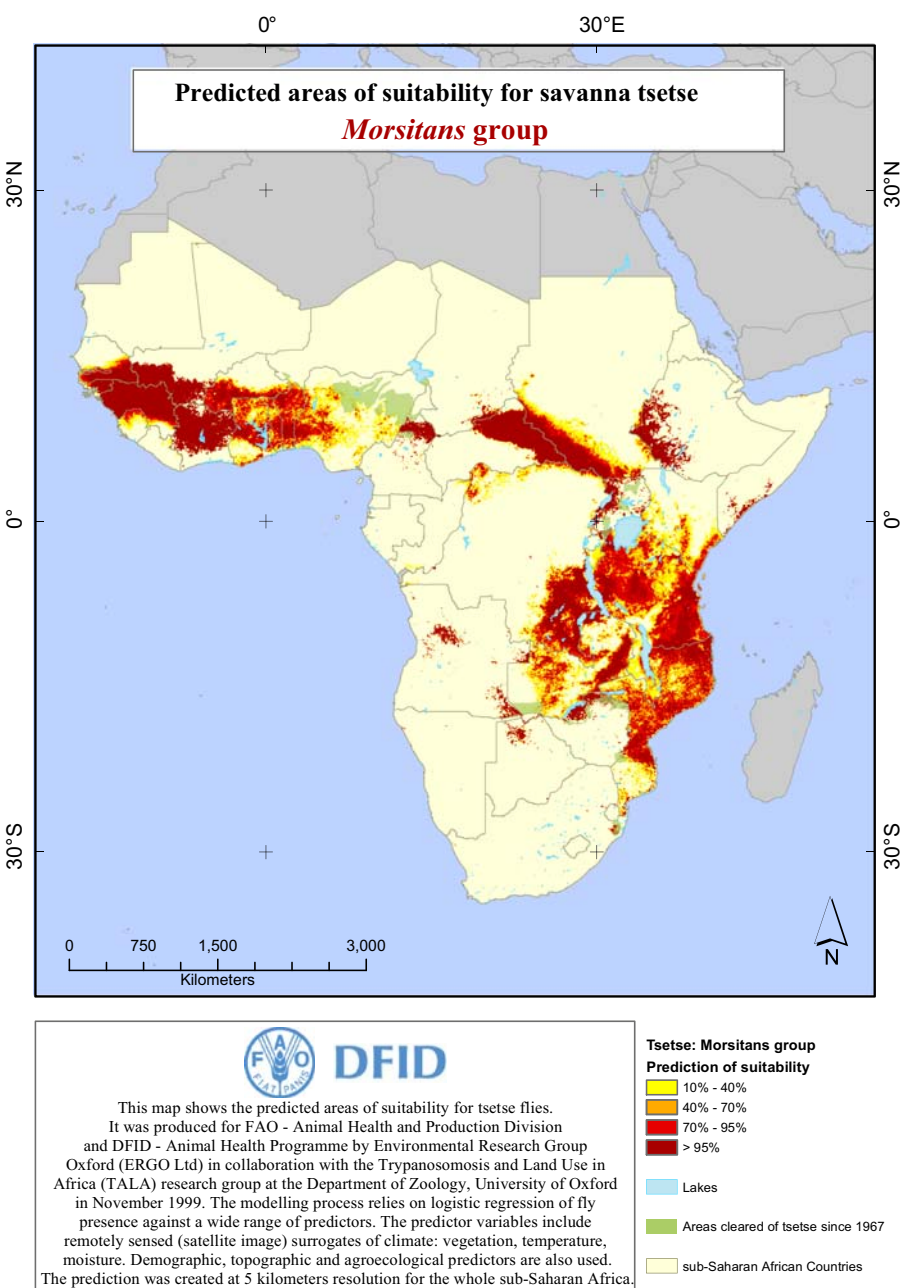 0°
30°E
Predicted areas of suitability for savanna tsetse
Morsitans group
30°N
30°N
0°
0°
30°S
30°S
0 750 1,500 3,000
Kilometers
N
F A O
FIAT PANIS
DFID
This map shows the predicted areas of suitability for tsetse flies.
It was produced for FAO - Animal Health and Production Division
and DFID - Animal Health Programme by Environmental Research Group
Oxford (ERGO Ltd) in collaboration with the Trypanosomosis and Land Use in
Africa (TALA) research group at the Department of Zoology, University of Oxford
in November 1999. The modelling process relies on logistic regression of fly
presence against a wide range of predictors. The predictor variables include
remotely sensed (satellite image) surrogates of climate: vegetation, temperature,
moisture. Demographic, topographic and agroecological predictors are also used.
The prediction was created at 5 kilometers resolution for the whole sub-Saharan Africa.
Tsetse: Morsitans group
Prediction of suitability
10% - 40%
40% - 70%
70% - 95%
> 95%
Lakes
Areas cleared of tsetse since 1967
sub-Saharan African Countries